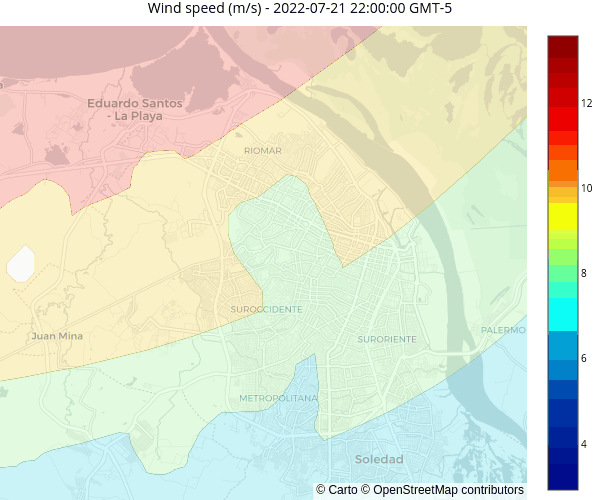 Wind speed (m/s) - 2022-07-21 22:00:00 GMT-5
Eduardo Santos
- La Playa
RIOMAR
SUROCCIDENTE
Juan Mina
SURORIENTE
PALERMO
METROPOLITANA
Soledad
© Carto © OpenStreetMap contributors
12
10
8
6
4